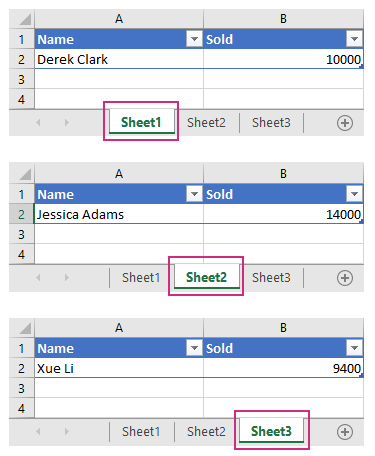 A B
1 Name Sold
2 Derek Clark 10000
3
4
Sheet1 Sheet2 Sheet3
A B
1 Name Sold
2 Jessica Adams 14000
3
4
Sheet1 Sheet2 Sheet3
A B
1 Name Sold
2 Xue Li 9400
3
4
Sheet1 Sheet2 Sheet3